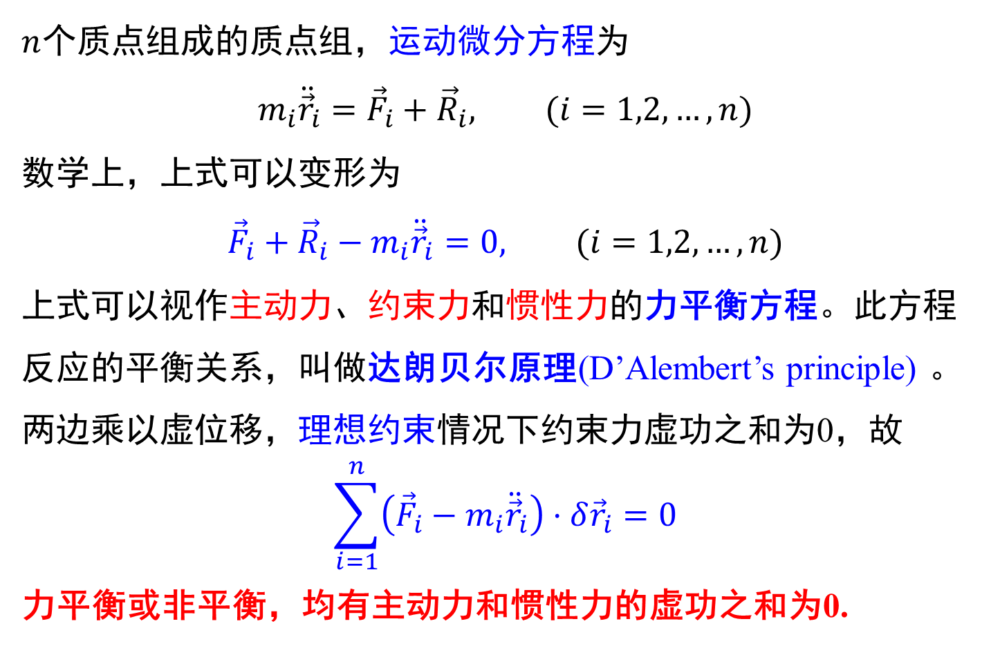 n个质点组成的质点组，运动微分方程为
$m_i\ddot{\vec{r}}_i = \vec{F}_i + \vec{R}_i, \quad (i = 1,2, \ldots, n)$
数学上，上式可以变形为
$\vec{F}_i + \vec{R}_i - m_i\ddot{\vec{r}}_i = 0, \quad (i = 1,2, \ldots, n)$
上式可以视作主动力、约束力和惯性力的力平衡方程。此方程
反应的平衡关系，叫做达朗贝尔原理(D’Alembert’s principle) 。
两边乘以虚位移，理想约束情况下约束力虚功之和为0，故
$\sum_{i=1}^{n} (\vec{F}_i - m_i\ddot{\vec{r}}_i) \cdot \delta\vec{r}_i = 0$
力平衡或非平衡，均有主动力和惯性力的虚功之和为0.